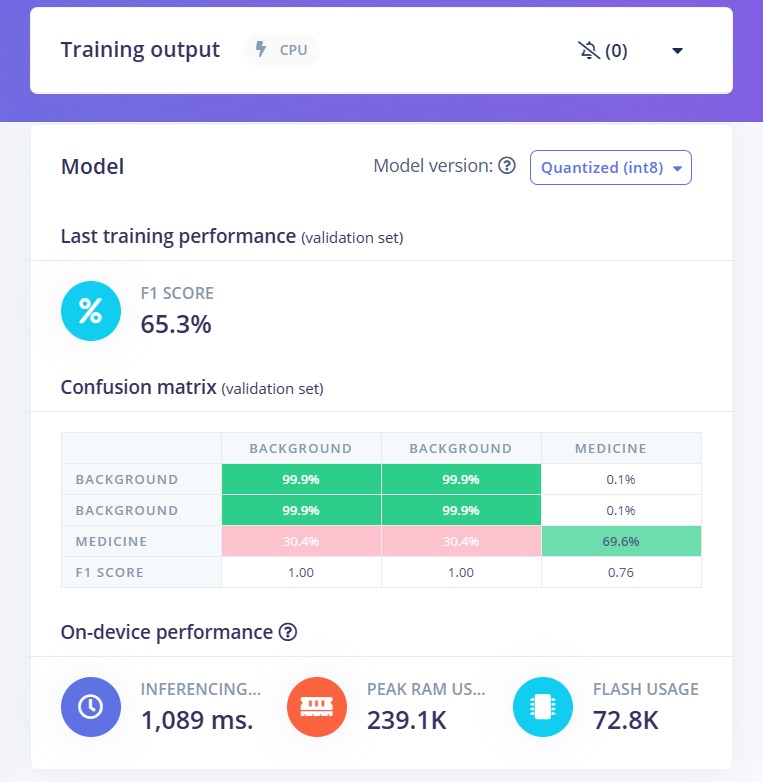 Training output CPU (0)
Model Model version: Quantized (int8)
Last training performance (validation set)
F1 SCORE
65.3%
Confusion matrix (validation set)
BACKGROUND BACKGROUND MEDICINE
BACKGROUND 99.9% 99.9% 0.1%
BACKGROUND 99.9% 99.9% 0.1%
MEDICINE 30.4% 30.4% 69.6%
F1 SCORE 1.00 1.00 0.76
On-device performance
INFERENCING... PEAK RAM US... FLASH USAGE
1,089 ms. 239.1K 72.8K